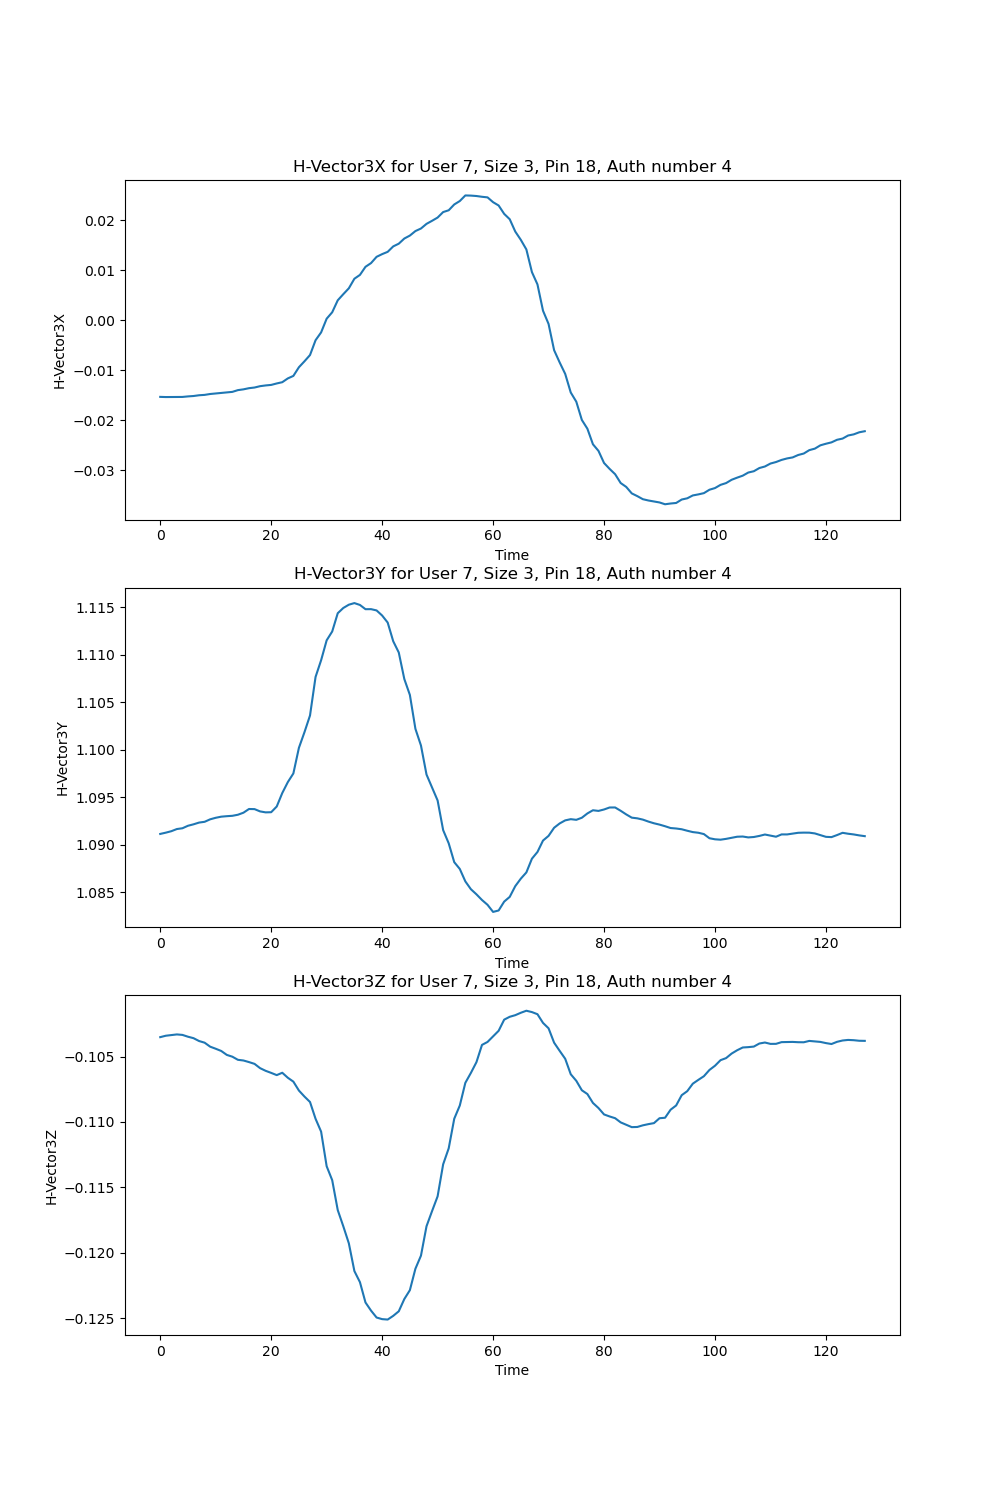 H-Vector3X for User 7, Size 3, Pin 18, Auth number 4
0.02
0.01
0.00
−0.01
−0.02
−0.03
H-Vector3X
0 20 40 60 80 100 120
Time
H-Vector3Y for User 7, Size 3, Pin 18, Auth number 4
1.115
1.110
1.105
1.100
1.095
1.090
1.085
H-Vector3Y
0 20 40 60 80 100 120
Time
H-Vector3Z for User 7, Size 3, Pin 18, Auth number 4
−0.105
−0.110
−0.115
−0.120
−0.125
H-Vector3Z
0 20 40 60 80 100 120
Time